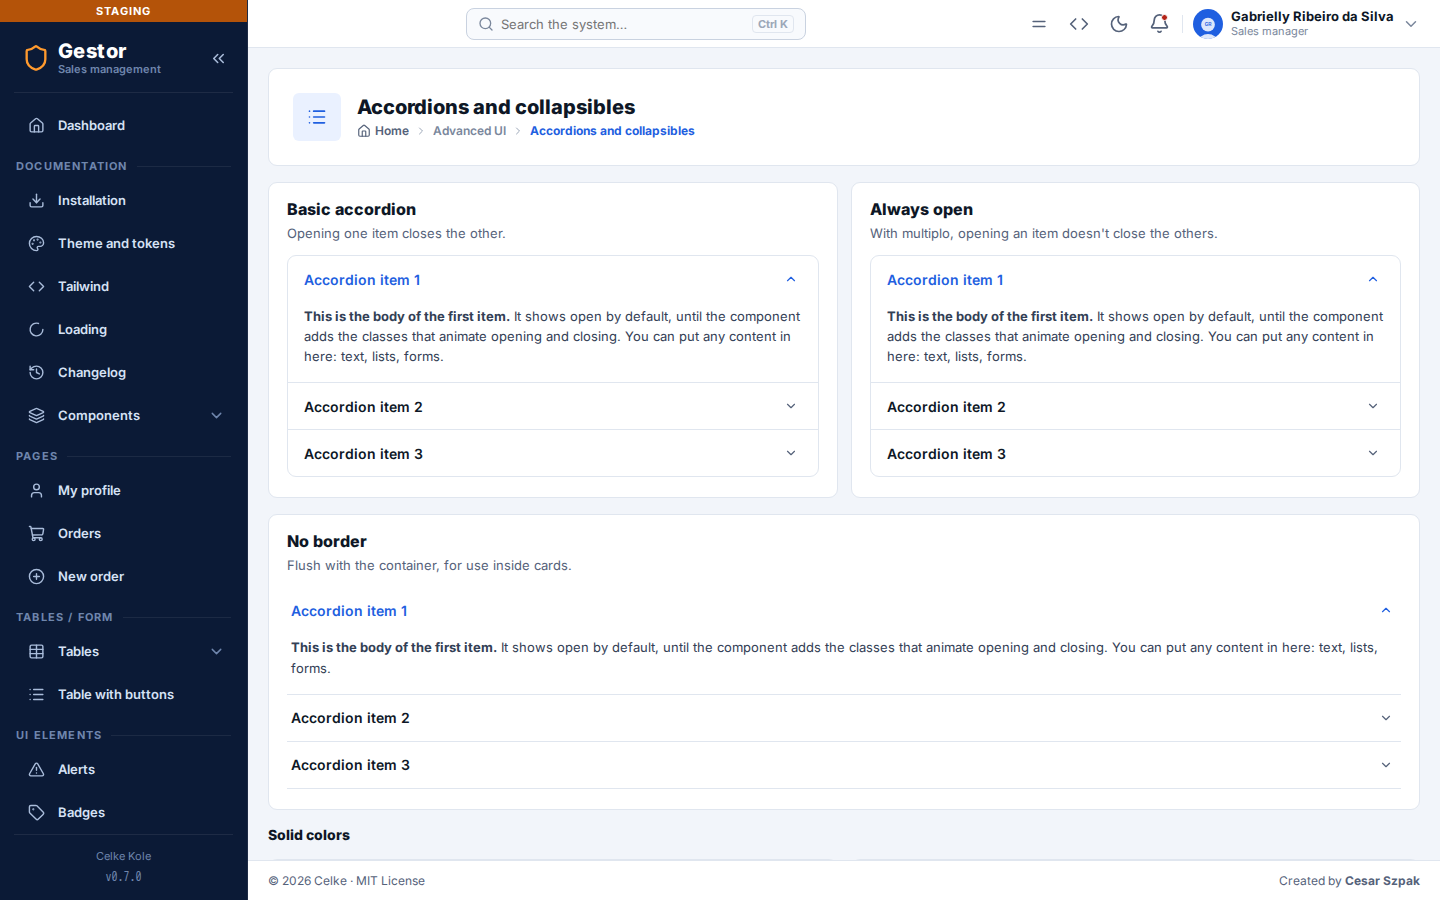 STAGING
Gestor
Sales management
Dashboard
DOCUMENTATION
Installation
Theme and tokens
Tailwind
Loading
Changelog
Components
PAGES
My profile
Orders
New order
TABLES / FORM
Tables
Table with buttons
UI ELEMENTS
Alerts
Badges
Celke Kole
v0.7.0
Search the system...
Ctrl K
GR
Gabrielly Ribeiro da Silva
Sales manager
Accordions and collapsibles
Home
Advanced UI
Accordions and collapsibles
Basic accordion
Opening one item closes the other.
Accordion item 1
This is the body of the first item. It shows open by default, until the component
adds the classes that animate opening and closing. You can put any content in
here: text, lists, forms.
Accordion item 2
Accordion item 3
Always open
With multiplo, opening an item doesn't close the others.
Accordion item 1
This is the body of the first item. It shows open by default, until the component
adds the classes that animate opening and closing. You can put any content in
here: text, lists, forms.
Accordion item 2
Accordion item 3
No border
Flush with the container, for use inside cards.
Accordion item 1
This is the body of the first item. It shows open by default, until the component adds the classes that animate opening and closing. You can put any content in here: text, lists,
forms.
Accordion item 2
Accordion item 3
Solid colors
© 2026 Celke · MIT License
Created by Cesar Szpak